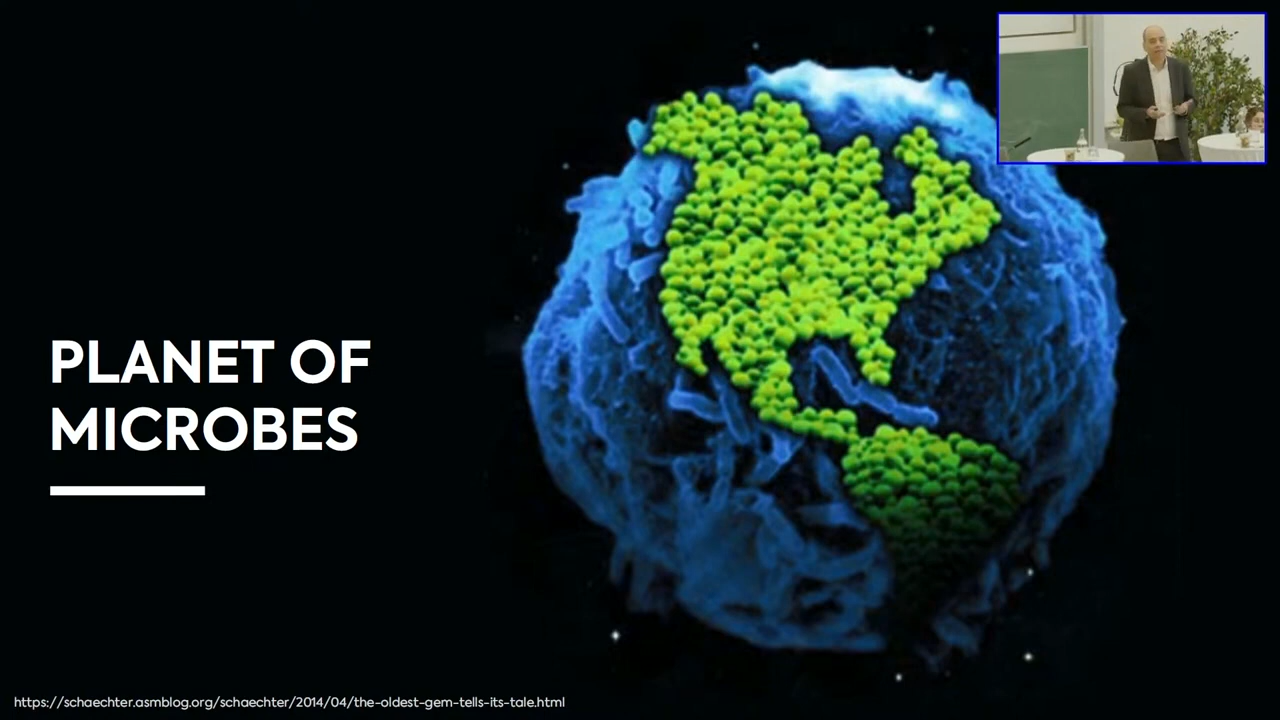 PLANET OF
MICROBES
https://schaechter.asmblog.org/schaechter/2014/04/the-oldest-gem-tells-its-tale.html